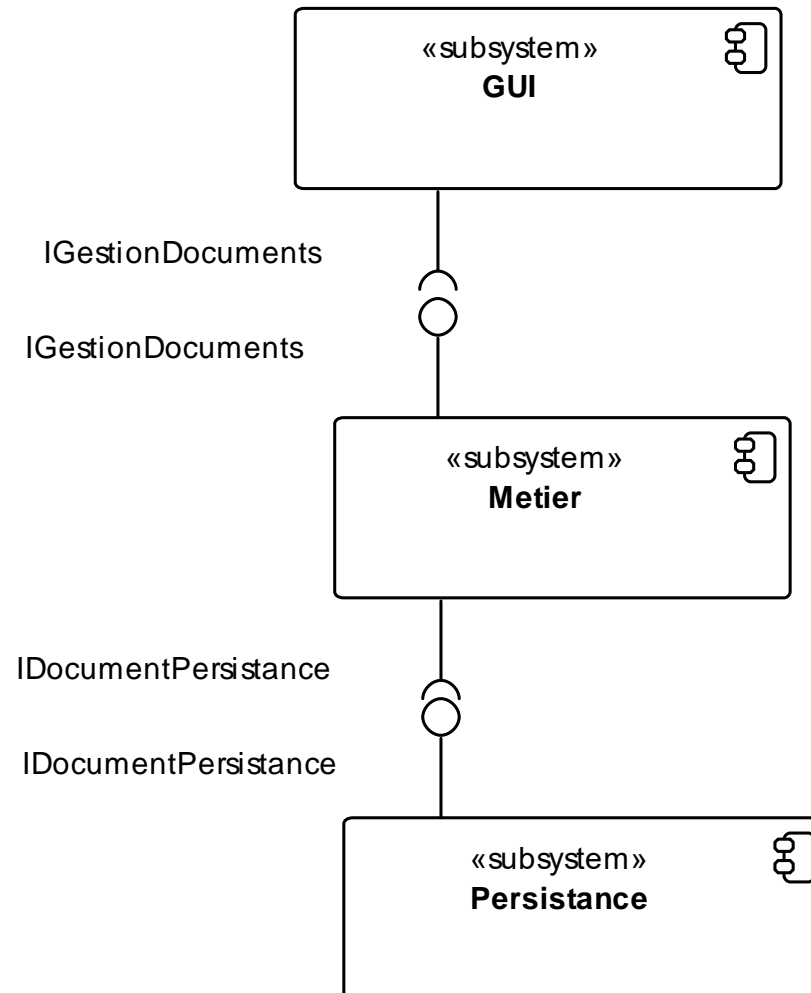 «subsystem»
GUI
IGestionDocuments
IGestionDocuments
«subsystem»
Metier
IDocumentPersistance
IDocumentPersistance
«subsystem»
Persistance